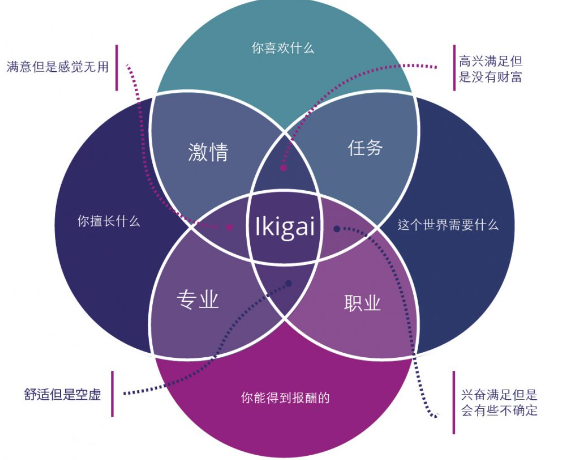 你喜欢什么
满意但是感觉无用
高兴满足但
是没有财富
激情
任务
你擅长什么
Ikigai
这个世界需要什么
专业
职业
舒适但是空虚
你能得到报酬的
兴奋满足但是
会有些不确定